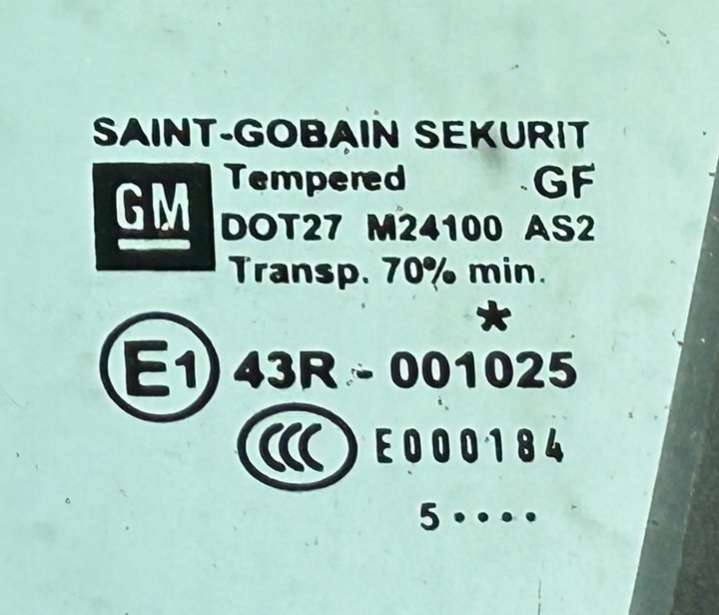 SAINT-GOBAIN SEKURIT
GM Tempered GF
DOT27 M24100 AS2
Transp. 70% min.
*
E1 43R - 001025
CCC E000184
5 ••••